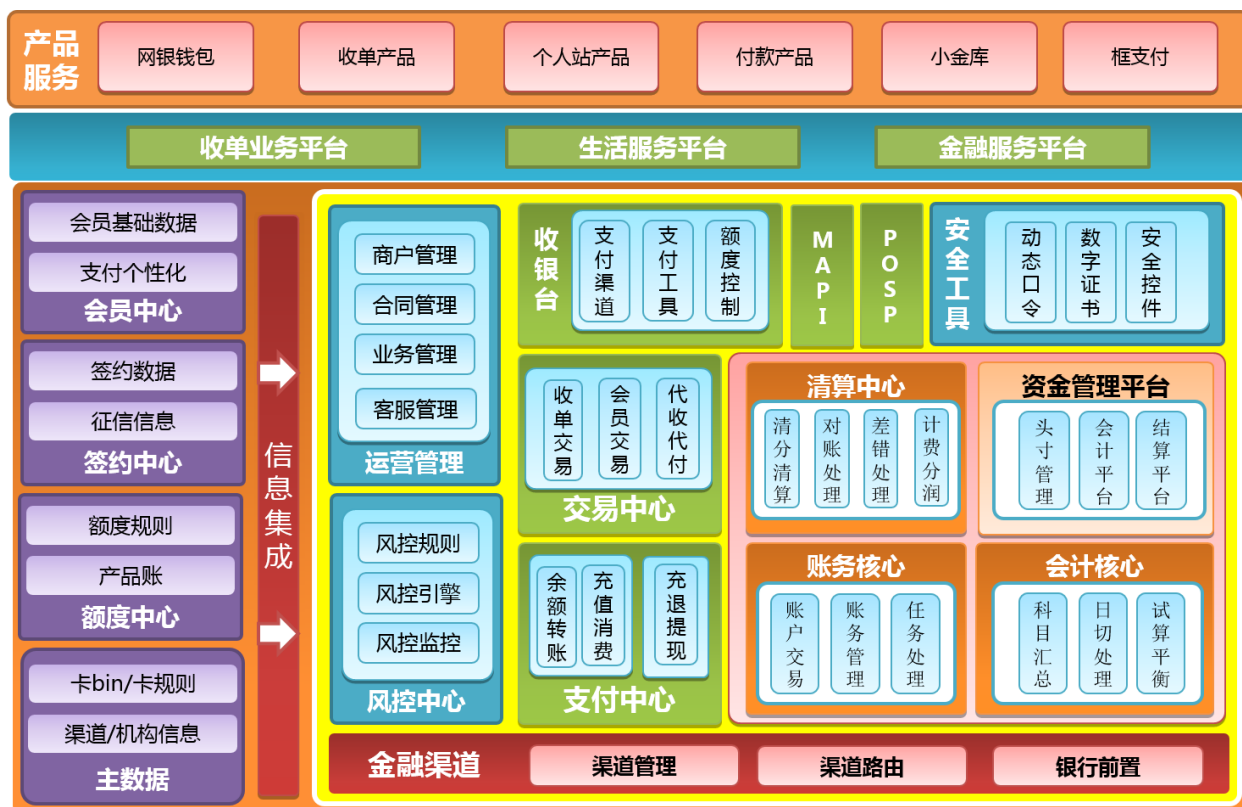 产品
服务
网银钱包
收单产品
个人站产品
付款产品
小金库
框支付
收单业务平台
生活服务平台
金融服务平台
会员基础数据
支付个性化
会员中心
签约数据
征信信息
签约中心
额度规则
产品账
额度中心
卡bin/卡规则
渠道/机构信息
主数据
信息集成
商户管理
合同管理
业务管理
客服管理
运营管理
风控规则
风控引擎
风控监控
风控中心
收银台
支付渠道
支付工具
额度控制
MAPI
POSP
安全工具
动态口令
数字证书
安全控件
收单交易
会员交易
代收代付
交易中心
清算中心
清分清算
对账处理
差错处理
计费分润
资金管理平台
头寸管理
会计平台
结算平台
余额转账
充值消费
充退提现
支付中心
账务核心
账户交易
账务管理
任务处理
会计核心
科目汇总
日切处理
试算平衡
金融渠道
渠道管理
渠道路由
银行前置